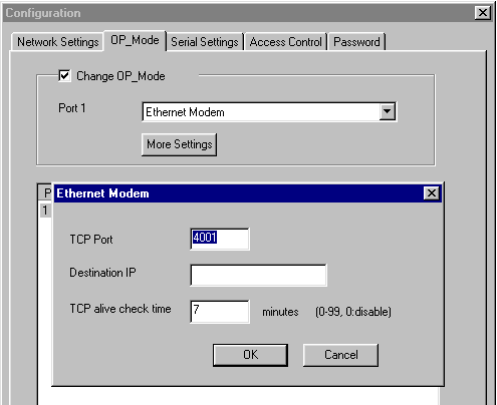 Configuration
Network Settings OP_Mode Serial Settings Access Control Password
Change OP_Mode
Port 1 Ethernet Modem
More Settings
P
1
Ethernet Modem
TCP Port 4001
Destination IP
TCP alive check time 7 minutes (0-99, 0:disable)
OK Cancel